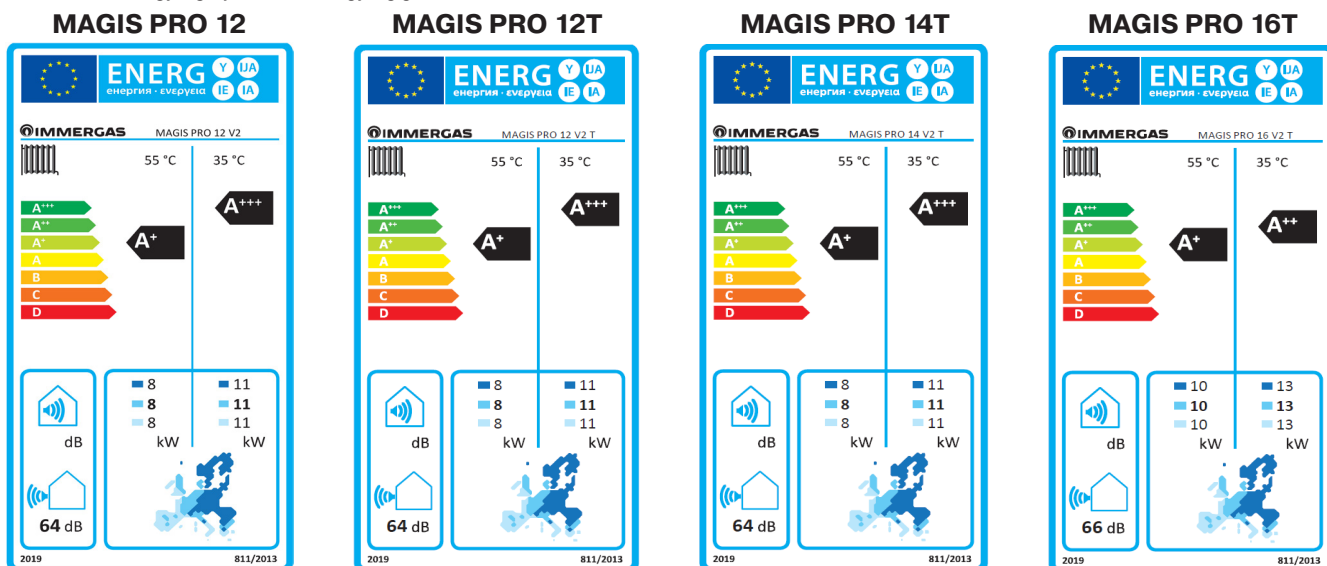 MAGIS PRO 12
ENERG Y IJA
енергия · ενεργεια IE IA
IMMERGAS MAGIS PRO 12 V2
55 °C 35 °C
A+++
A+++
A++
A+
A+
A
B
C
D
8 11
8 11
8 11
dB kW kW
64 dB
2019 811/2013
MAGIS PRO 12T
ENERG Y IJA
енергия · ενεργεια IE IA
IMMERGAS MAGIS PRO 12 V2 T
55 °C 35 °C
A+++
A+++
A++
A+
A+
A
B
C
D
8 11
8 11
8 11
dB kW kW
64 dB
2019 811/2013
MAGIS PRO 14T
ENERG Y IJA
енергия · ενεργεια IE IA
IMMERGAS MAGIS PRO 14 V2 T
55 °C 35 °C
A+++
A+++
A++
A+
A+
A
B
C
D
8 11
8 11
8 11
dB kW kW
64 dB
2019 811/2013
MAGIS PRO 16T
ENERG Y IJA
енергия · ενεργεια IE IA
IMMERGAS MAGIS PRO 16 V2 T
55 °C 35 °C
A+++
A++
A++
A+
A+
A
B
C
D
10 13
10 13
10 13
dB kW kW
66 dB
2019 811/2013